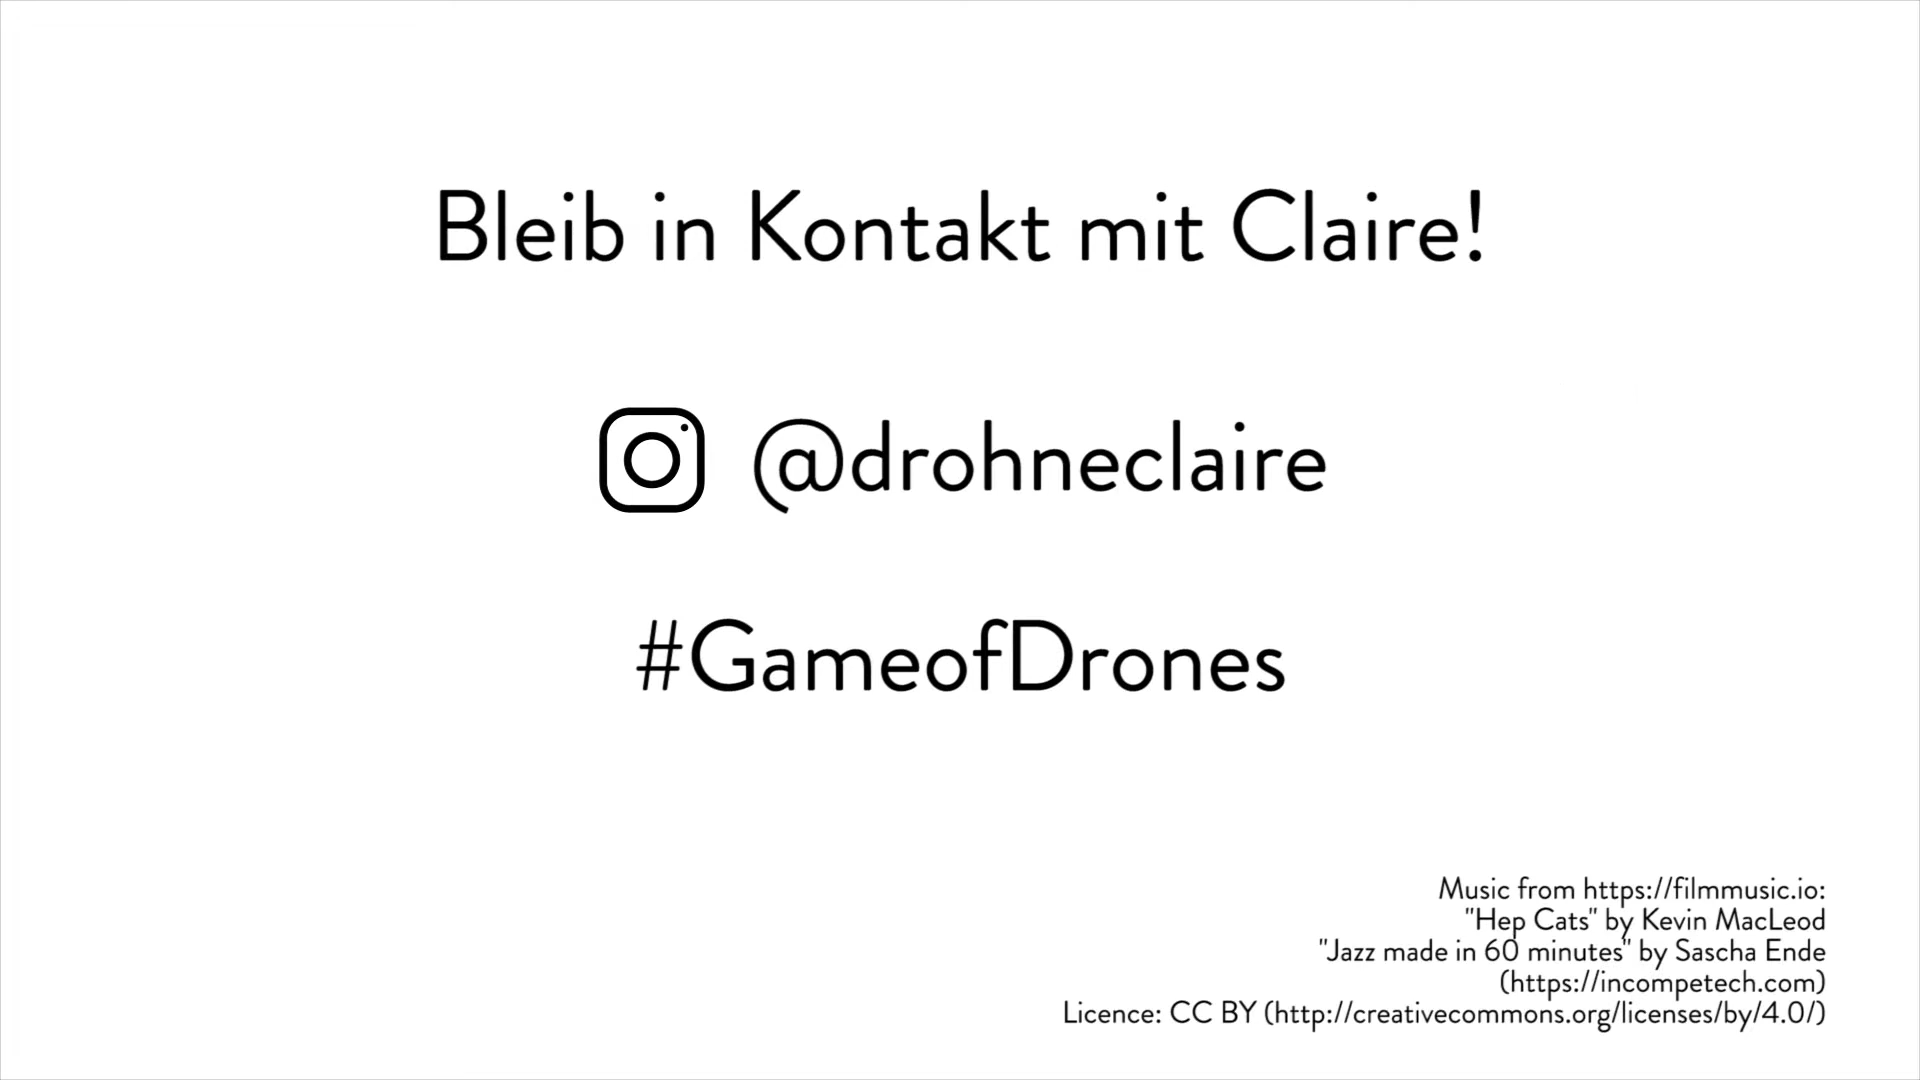 Bleib in Kontakt mit Claire!
@drohneclaire
#GameofDrones
Music from https://filmmusic.io:
"Hep Cats" by Kevin MacLeod
"Jazz made in 60 minutes" by Sascha Ende
(https://incompetech.com)
Licence: CC BY (http://creativecommons.org/licenses/by/4.0/)